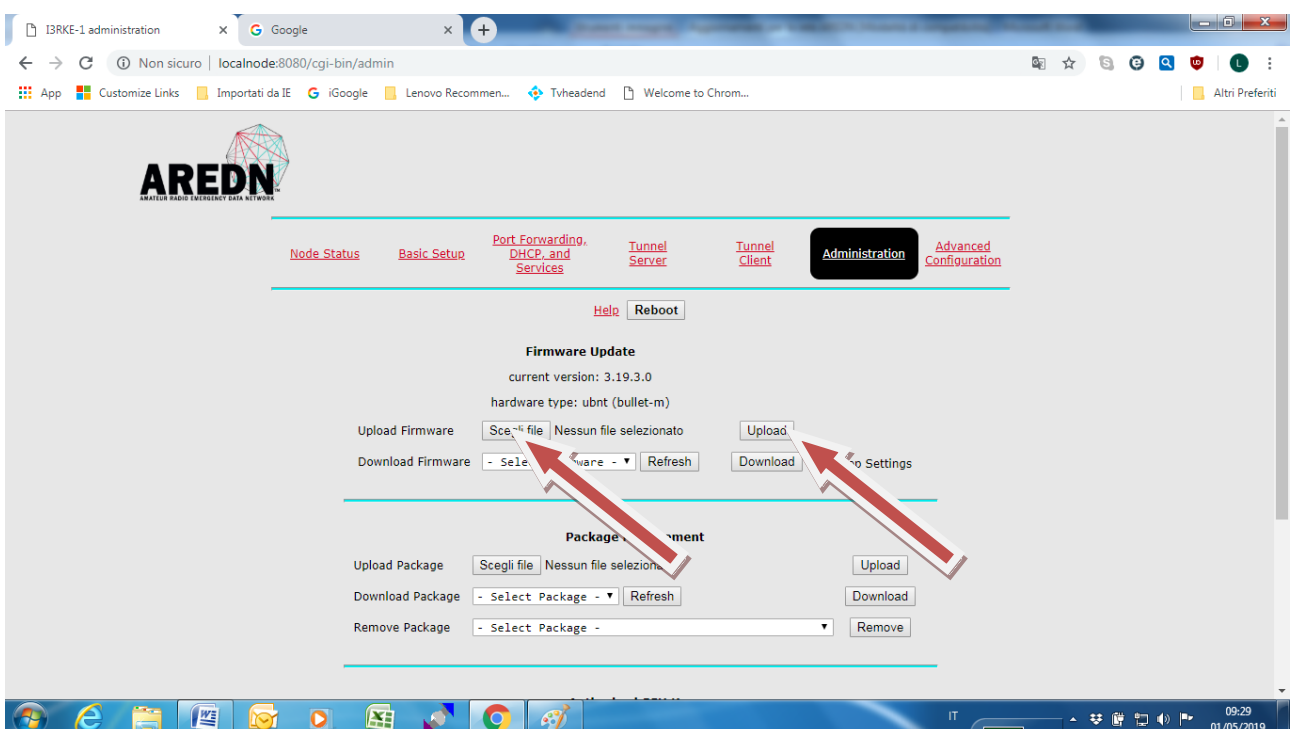 I3RKE-1 administration
Google
Non sicuro | localnode:8080/cgi-bin/admin
App Customize Links Importati da IE iGoogle Lenovo Recommen... Tvheadend Welcome to Chrom... Altri Preferiti
AREDN
AMATEUR RADIO EMERGENCY DATA NETWORK
Node Status
Basic Setup
Port Forwarding,
DHCP, and
Services
Tunnel
Server
Tunnel
Client
Administration
Advanced
Configuration
Help Reboot
Firmware Update
current version: 3.19.3.0
hardware type: ubnt (bullet-m)
Upload Firmware Scegli file Nessun file selezionato Upload
Download Firmware - Refresh Download Settings
Package
Upload Package Scegli file Nessun file Upload
Download Package - Select Package - Refresh Download
Remove Package - Select Package - Remove
IT
09:29
01/05/2019